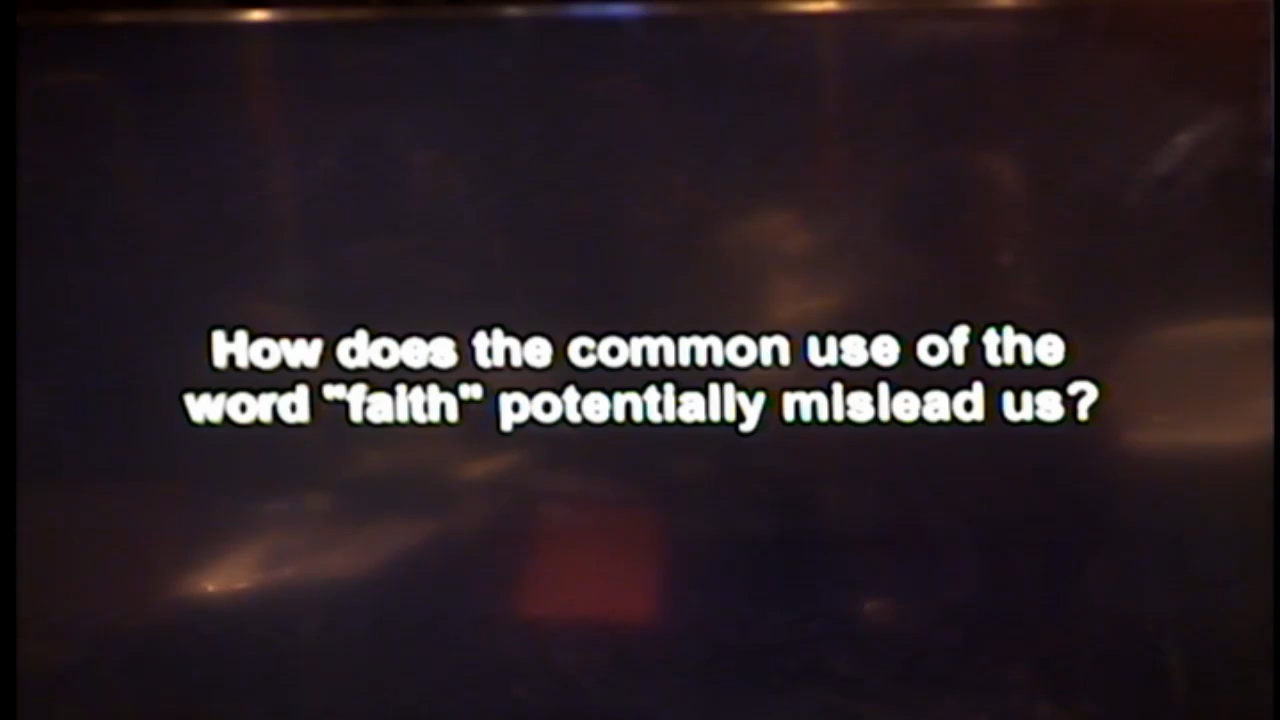 How does the common use of the
word "faith" potentially mislead us?